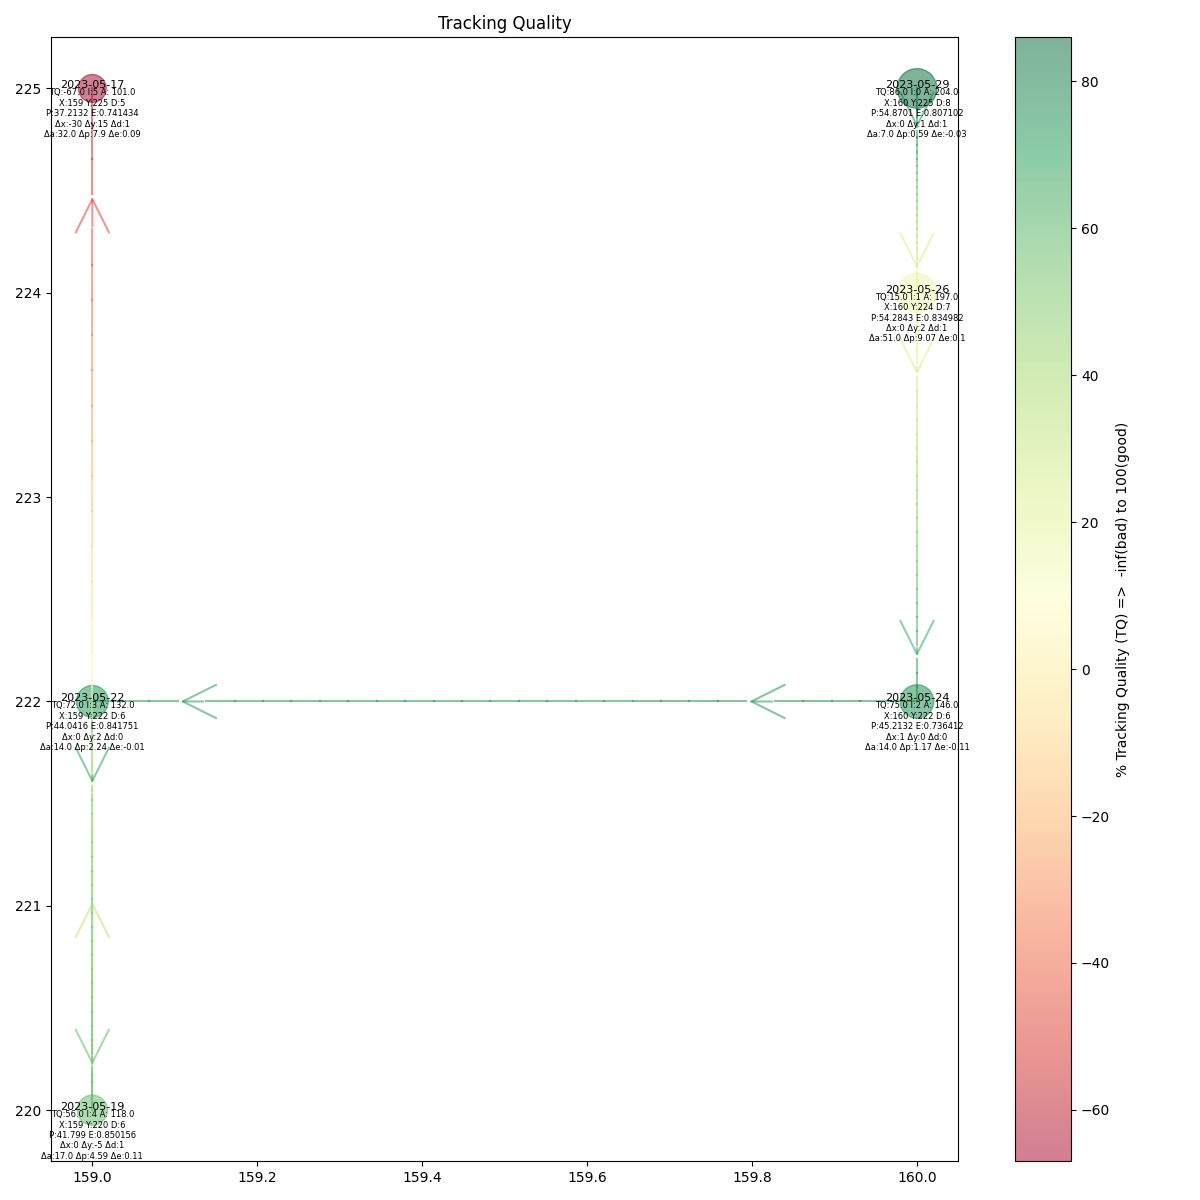 Tracking Quality
225
224
223
222
221
220
2023-05-17
TQ:-67.0 I:5 A: 101.0
X:159 Y:225 D:5
P:37.2132 E:0.741434
Δx:-30 Δy:15 Δd:1
Δa:32.0 Δp:7.9 Δe:0.09
2023-05-29
TQ:86.0 I:0 A: 204.0
X:160 Y:225 D:8
P:54.8701 E:0.807102
Δx:0 Δy:1 Δd:1
Δa:7.0 Δp:0.59 Δe:-0.03
2023-05-26
TQ:15.0 I:1 A: 197.0
X:160 Y:224 D:7
P:54.2843 E:0.834982
Δx:0 Δy:2 Δd:1
Δa:51.0 Δp:9.07 Δe:0.1
2023-05-22
TQ:72.0 I:3 A: 132.0
X:159 Y:222 D:6
P:44.0416 E:0.841751
Δx:0 Δy:2 Δd:0
Δa:14.0 Δp:2.24 Δe:-0.01
2023-05-24
TQ:75.0 I:2 A: 146.0
X:160 Y:222 D:6
P:45.2132 E:0.736412
Δx:1 Δy:0 Δd:0
Δa:14.0 Δp:1.17 Δe:-0.11
2023-05-19
TQ:56.0 I:4 A: 118.0
X:159 Y:220 D:6
P:41.799 E:0.850156
Δx:0 Δy:-5 Δd:1
Δa:17.0 Δp:4.59 Δe:0.11
159.0 159.2 159.4 159.6 159.8 160.0
80
60
40
20
0
−20
−40
−60
% Tracking Quality (TQ) => -inf(bad) to 100(good)